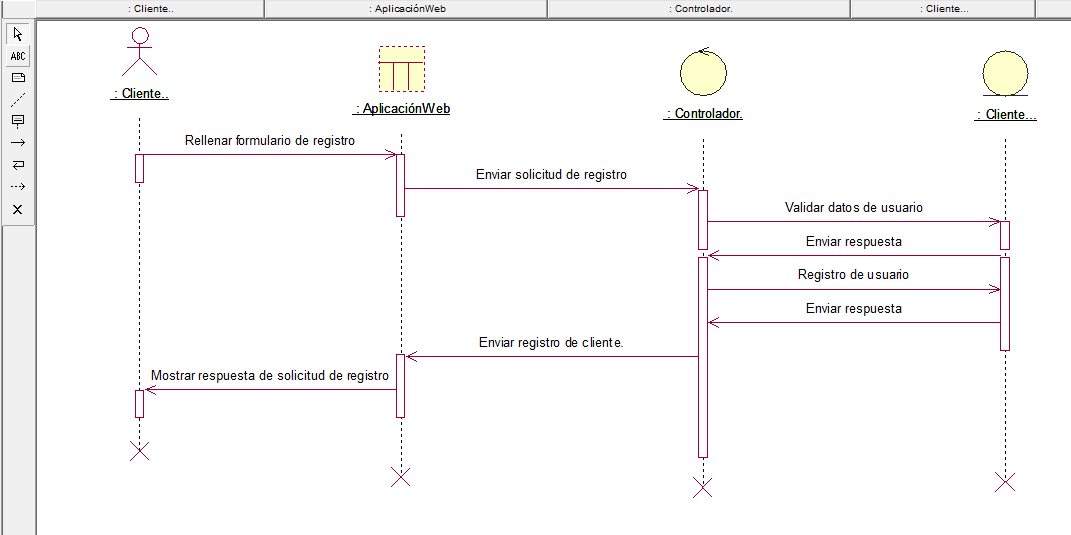 : Cliente..
: AplicaciónWeb
: Controlador.
: Cliente...
ABC
: Cliente..
: AplicaciónWeb
: Controlador.
: Cliente...
Rellenar formulario de registro
Enviar solicitud de registro
Validar datos de usuario
Enviar respuesta
Registro de usuario
Enviar respuesta
Enviar registro de cliente.
Mostrar respuesta de solicitud de registro